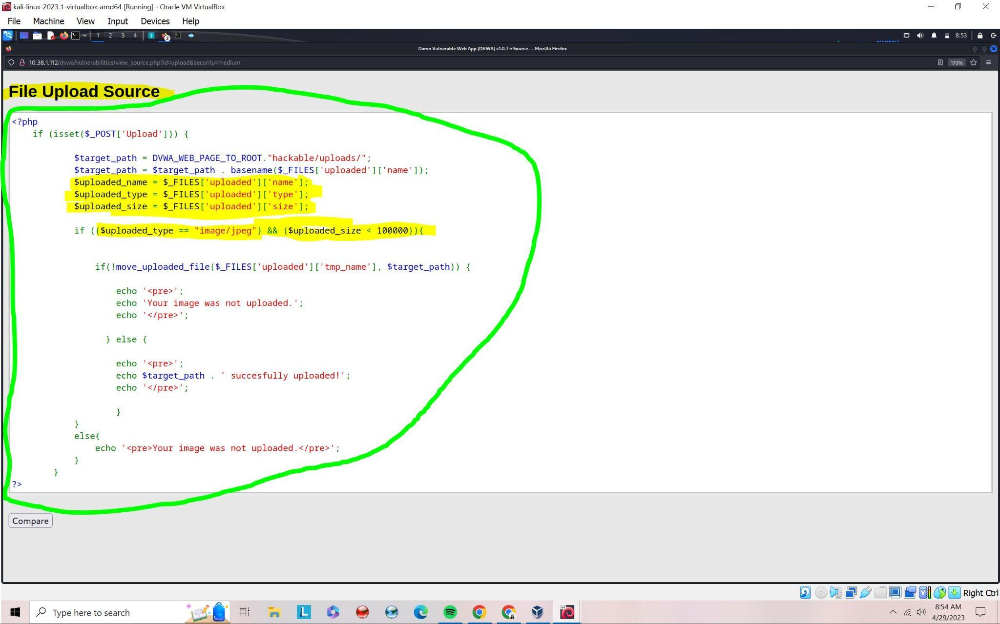 kali-linux-2023.1-virtualbox-amd64 [Running] - Oracle VM VirtualBox
File Machine View Input Devices Help
1 2 3 4 2 8:53
Damn Vulnerable Web App (DVWA) v1.0.7 :: Source — Mozilla Firefox
10.38.1.112/dvwa/vulnerabilities/view_source.php?id=upload&security=medium 170%
File Upload Source
<?php
    if (isset($_POST['Upload'])) {
            $target_path = DVWA_WEB_PAGE_TO_ROOT."hackable/uploads/";
            $target_path = $target_path . basename($_FILES['uploaded']['name']);
            $uploaded_name = $_FILES['uploaded']['name'];
            $uploaded_type = $_FILES['uploaded']['type'];
            $uploaded_size = $_FILES['uploaded']['size'];
            if (($uploaded_type == "image/jpeg") && ($uploaded_size < 100000)){
                if(!move_uploaded_file($_FILES['uploaded']['tmp_name'], $target_path)) {
                    echo '<pre>';
                    echo 'Your image was not uploaded.';
                    echo '</pre>';
                  } else {
                    echo '<pre>';
                    echo $target_path . ' succesfully uploaded!';
                    echo '</pre>';
                    }
            }
            else{
                echo '<pre>Your image was not uploaded.</pre>';
            }
        }
?>
Compare
Right Ctrl
Type here to search
L
64
8:54 AM
4/29/2023